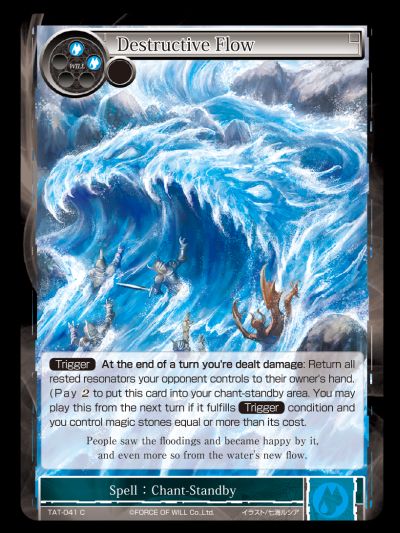 Destructive Flow
WILL
Trigger At the end of a turn you're dealt damage: Return all
rested resonators your opponent controls to their owner's hand.
(Pay 2 to put this card into your chant-standby area. You may
play this from the next turn if it fulfills Trigger condition and
you control magic stones equal or more than its cost.
People saw the floodings and became happy by it,
and even more so from the water's new flow.
Spell : Chant-Standby
TAT-041 C ©FORCE OF WILL Co.,Ltd. イラスト/七海ルシア